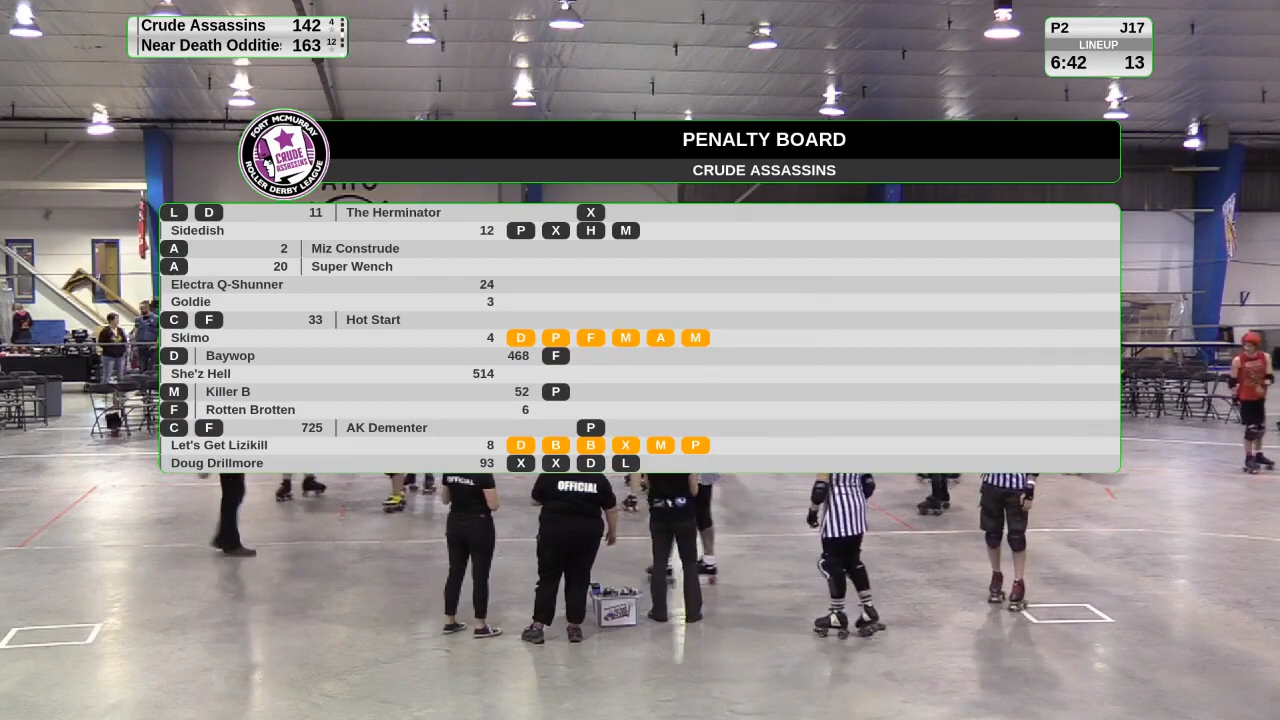 Crude Assassins 142 4
Near Death Odditie 163 12
P2 J17
LINEUP
6:42 13
FORT MCMURRAY
CRUDE
ASSASSINS
ROLLER DERBY LEAGUE
PENALTY BOARD
CRUDE ASSASSINS
L D 11 The Herminator X
Sidedish 12 P X H M
A 2 Miz Construde
A 20 Super Wench
Electra Q-Shunner 24
Goldie 3
C F 33 Hot Start
Skimo 4 D P F M A M
D Baywop 468 F
She'z Hell 514
M Killer B 52 P
F Rotten Brotten 6
C F 725 AK Dementer P
Let's Get Lizikill 8 D B B X M P
Doug Drillmore 93 X X D L
OFFICIAL
OFFICIAL